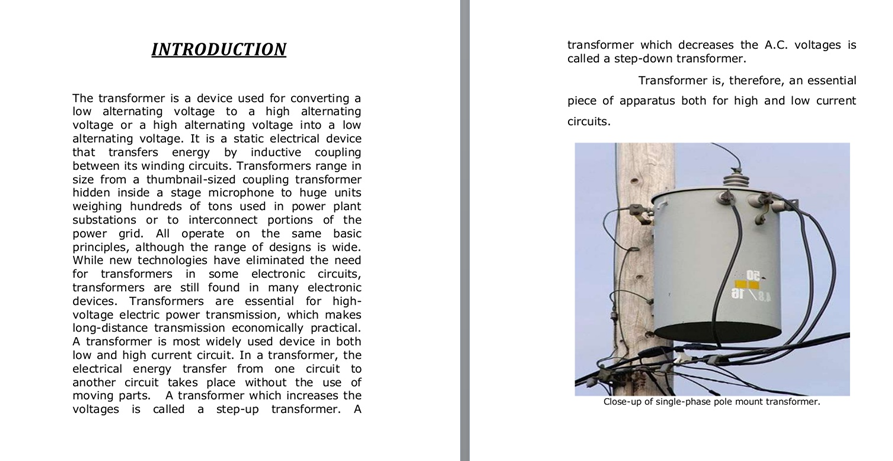 INTRODUCTION
The transformer is a device used for converting a
low alternating voltage to a high alternating
voltage or a high alternating voltage into a low
alternating voltage. It is a static electrical device
that transfers energy by inductive coupling
between its winding circuits. Transformers range in
size from a thumbnail-sized coupling transformer
hidden inside a stage microphone to huge units
weighing hundreds of tons used in power plant
substations or to interconnect portions of the
power grid. All operate on the same basic
principles, although the range of designs is wide.
While new technologies have eliminated the need
for transformers in some electronic circuits,
transformers are still found in many electronic
devices. Transformers are essential for high-
voltage electric power transmission, which makes
long-distance transmission economically practical.
A transformer is most widely used device in both
low and high current circuit. In a transformer, the
electrical energy transfer from one circuit to
another circuit takes place without the use of
moving parts. A transformer which increases the
voltages is called a step-up transformer. A
transformer which decreases the A.C. voltages is
called a step-down transformer.
Transformer is, therefore, an essential
piece of apparatus both for high and low current
circuits.
Close-up of single-phase pole mount transformer.